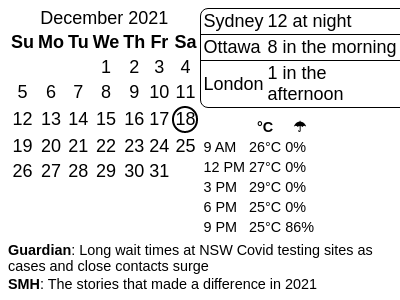 December 2021
Su Mo Tu We Th Fr Sa
1 2 3 4
5 6 7 8 9 10 11
12 13 14 15 16 17 18
19 20 21 22 23 24 25
26 27 28 29 30 31
Sydney 12 at night
Ottawa 8 in the morning
London 1 in the
afternoon
°C ☂
9 AM 26°C 0%
12 PM 27°C 0%
3 PM 29°C 0%
6 PM 25°C 0%
9 PM 25°C 86%
Guardian: Long wait times at NSW Covid testing sites as
cases and close contacts surge
SMH: The stories that made a difference in 2021